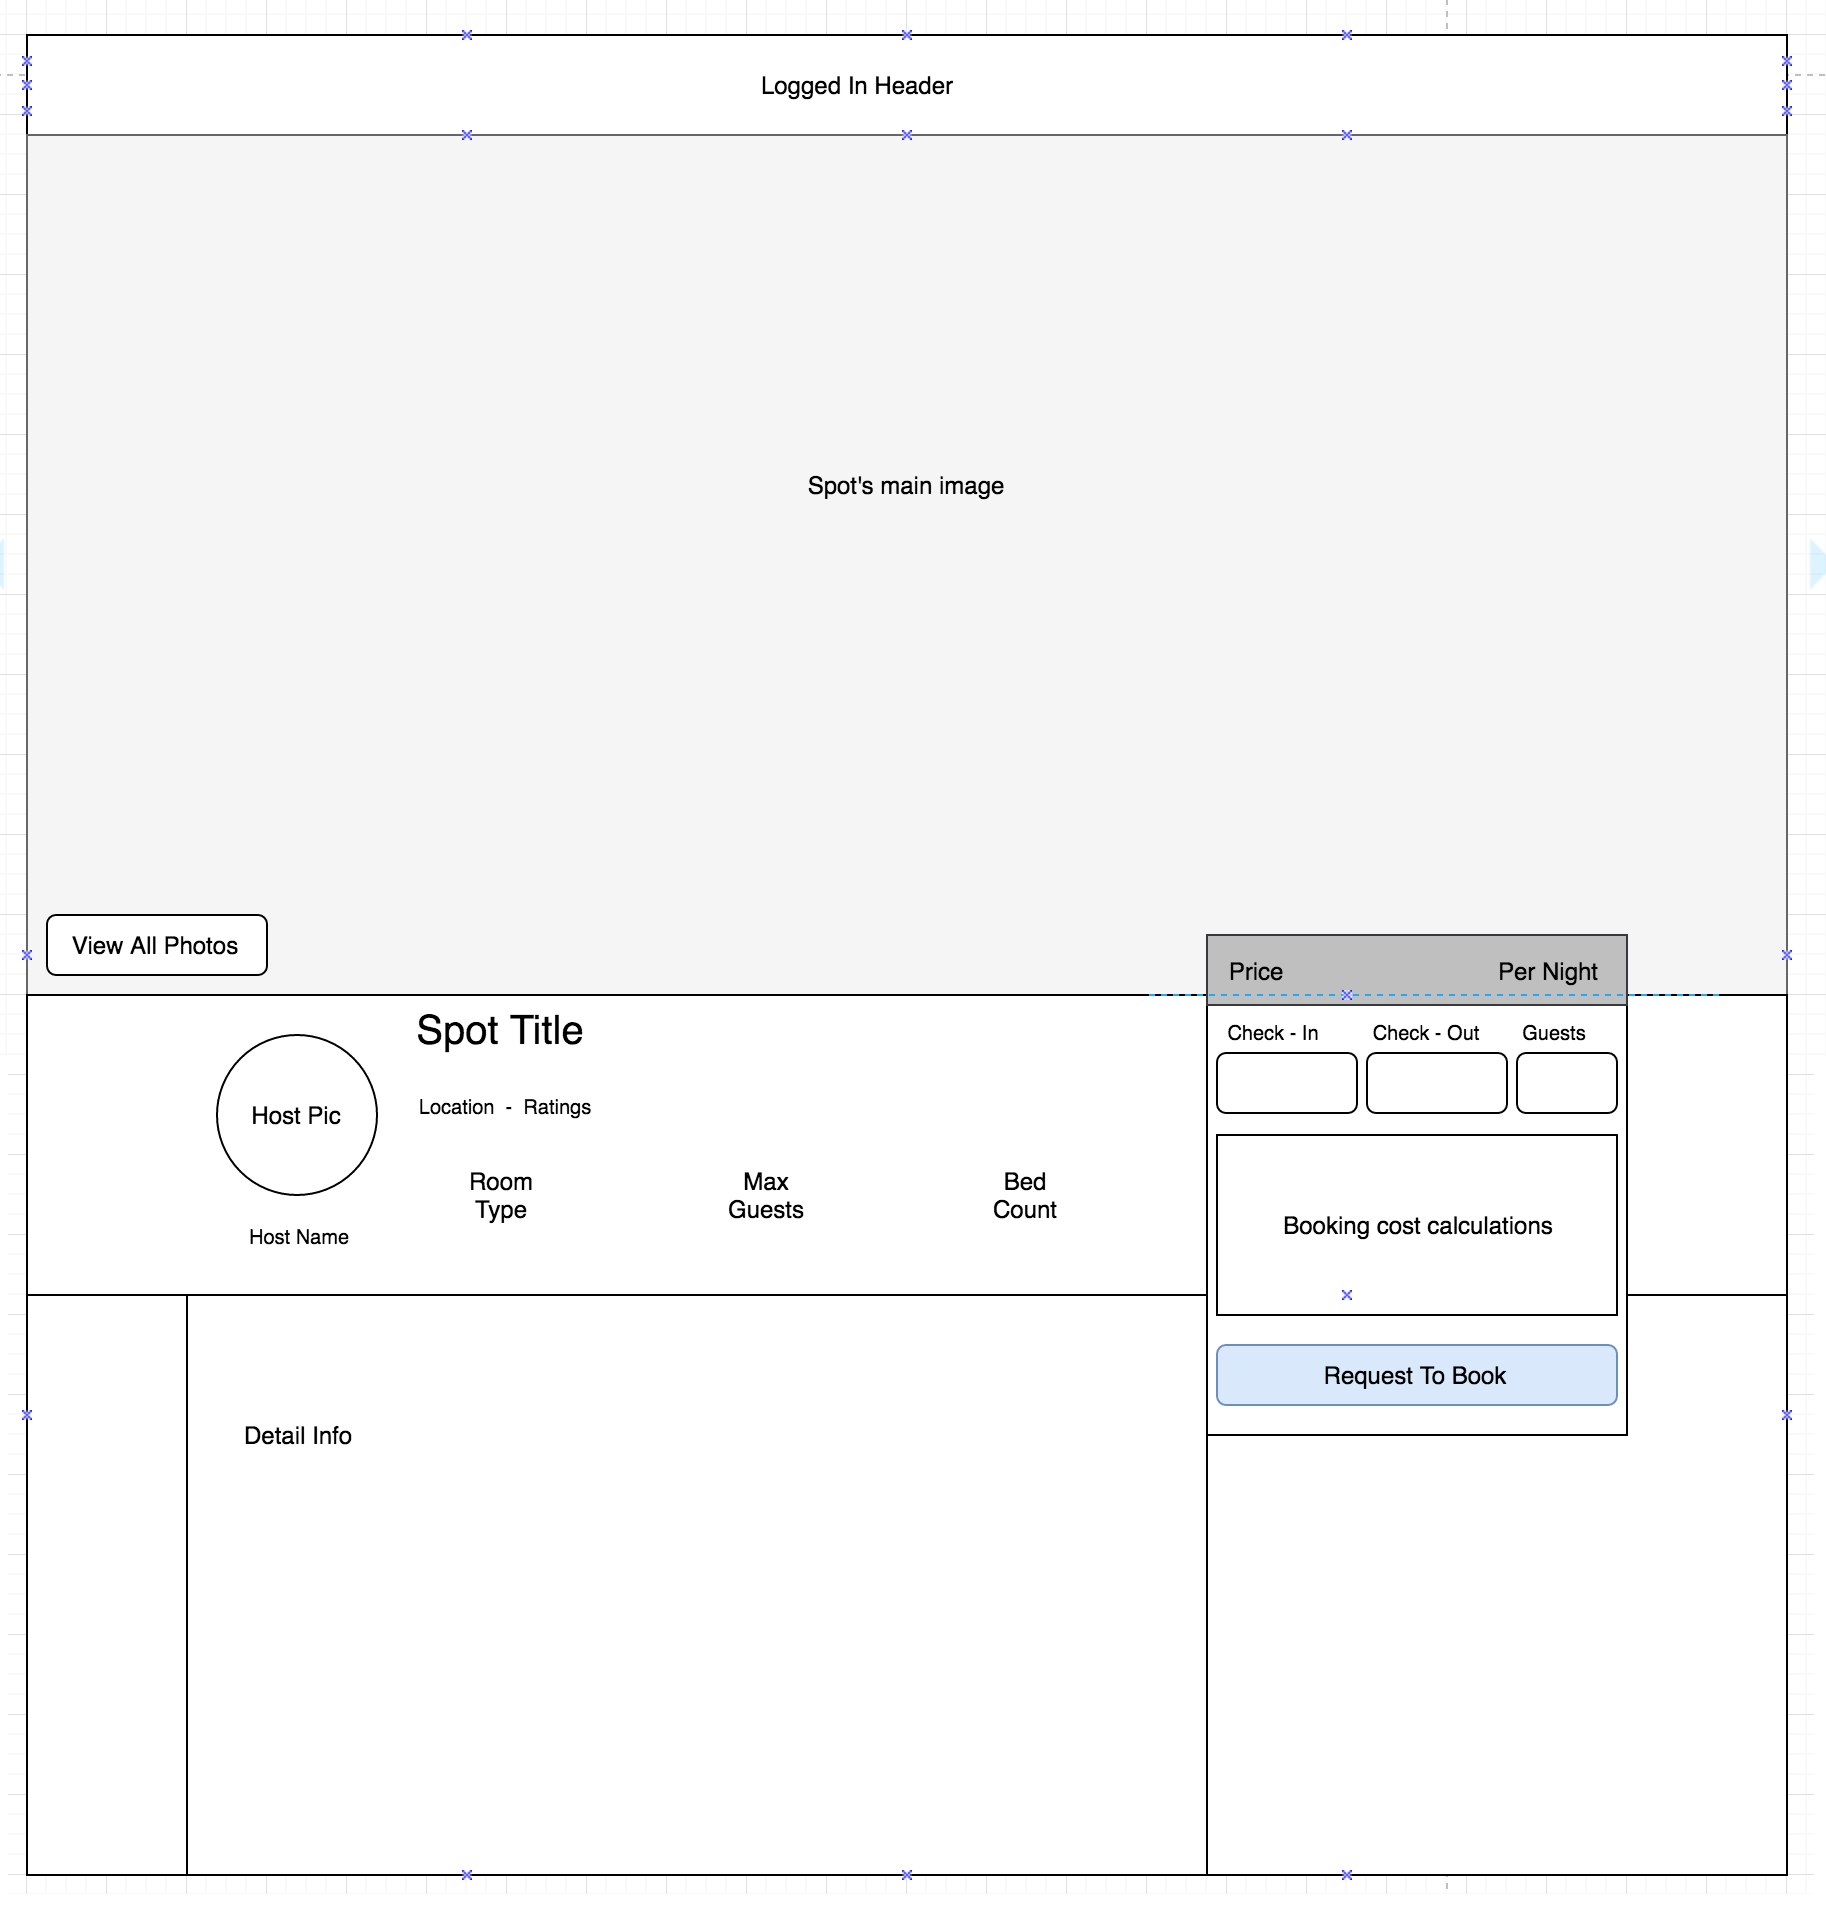 Logged In Header
Spot's main image
View All Photos
Price
Per Night
Spot Title
Check - In
Check - Out
Guests
Host Pic
Location - Ratings
Room
Type
Max
Guests
Bed
Count
Host Name
Booking cost calculations
Request To Book
Detail Info